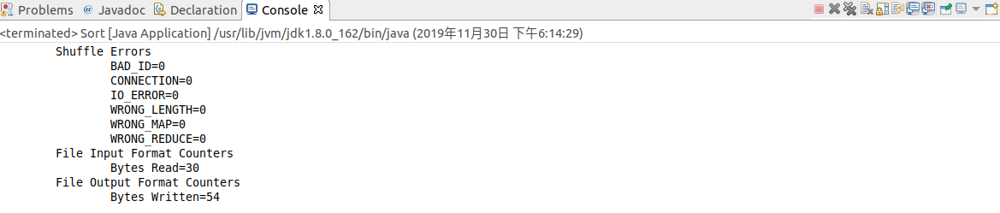 Problems @ Javadoc Declaration Console
<terminated> Sort [Java Application] /usr/lib/jvm/jdk1.8.0_162/bin/java (2019年11月30日 下午6:14:29)
Shuffle Errors
BAD_ID=0
CONNECTION=0
IO_ERROR=0
WRONG_LENGTH=0
WRONG_MAP=0
WRONG_REDUCE=0
File Input Format Counters
Bytes Read=30
File Output Format Counters
Bytes Written=54